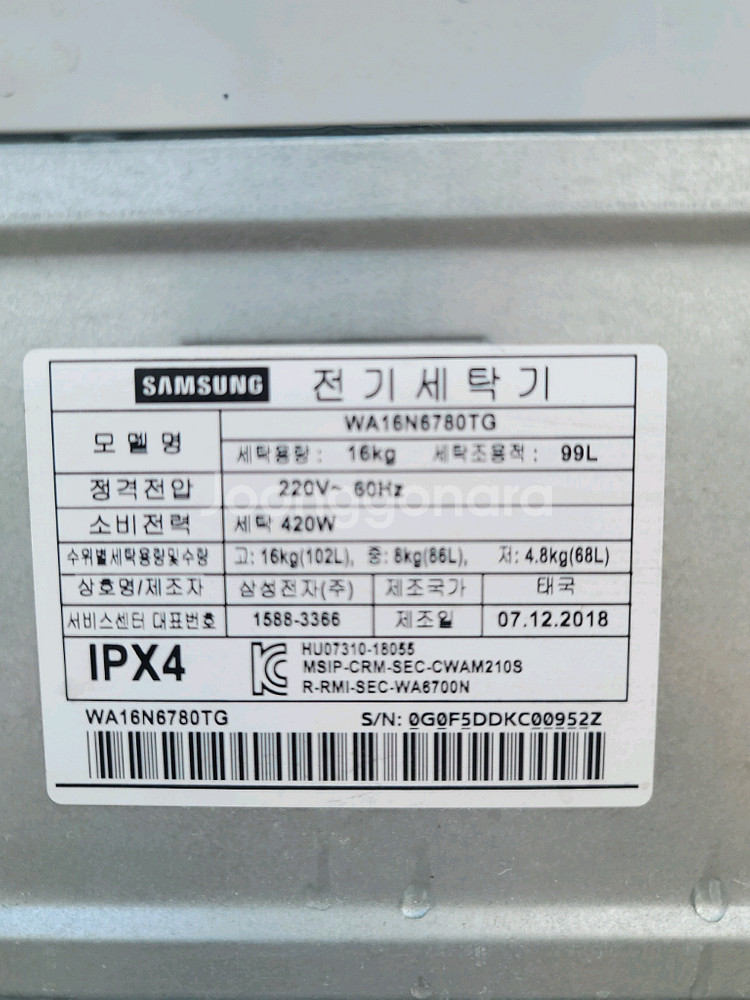 SAMSUNG 전기세탁기
모델명 WA16N6780TG
세탁용량 : 16kg 세탁조용적 : 99L
정격전압 220V~ 60Hz
소비전력 세탁 420W
수위별세탁용량및수량 고: 16kg(102L), 중: 8kg(86L), 저: 4.8kg(68L)
상호명/제조자 삼성전자(주) 제조국가 태국
서비스센터 대표번호 1588-3366 제조일 07.12.2018
IPX4 HU07310-18055
MSIP-CRM-SEC-CWAM210S
R-RMI-SEC-WA6700N
WA16N6780TG S/N: 0G0F5DDKC00952Z
Joonggonara